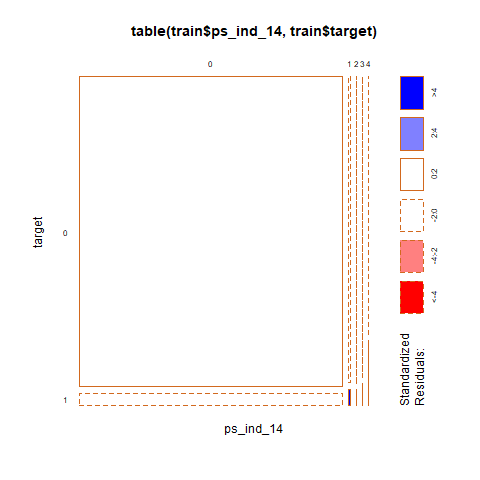 table(train$ps_ind_14, train$target)
0
1 2 3 4
target
0
1
ps_ind_14
Standardized
Residuals:
<-4
-4:-2
-2:0
0:2
2:4
>4